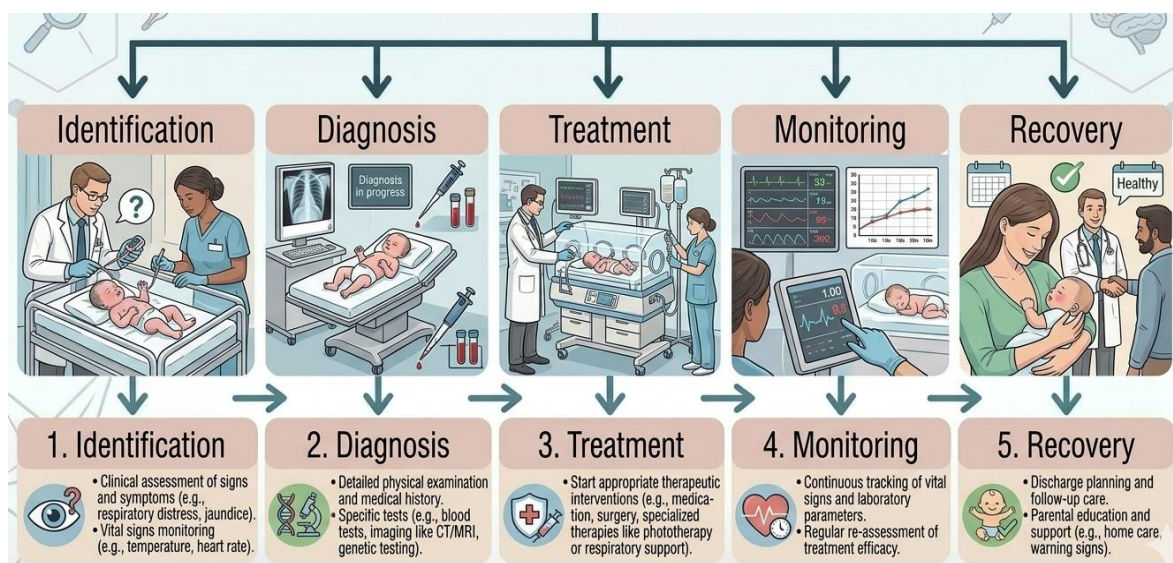 Identification
Diagnosis
Treatment
Monitoring
Recovery
?
Diagnosis
in progress
Healthy
1.00
1. Identification
• Clinical assessment of signs
and symptoms (e.g.,
respiratory distress, jaundice).
• Vital signs monitoring
(e.g., temperature, heart rate).
?
2. Diagnosis
• Detailed physical examination
and medical history.
• Specific tests (e.g., blood
tests, imaging like CT/MRI,
genetic testing).
3. Treatment
• Start appropriate therapeutic
interventions (e.g., medica-
tion, surgery, specialized
therapies like phototherapy
or respiratory support).
4. Monitoring
• Continuous tracking of vital
signs and laboratory
parameters.
• Regular re-assessment of
treatment efficacy.
5. Recovery
• Discharge planning and
follow-up care.
• Parental education and
support (e.g., home care,
warning signs).